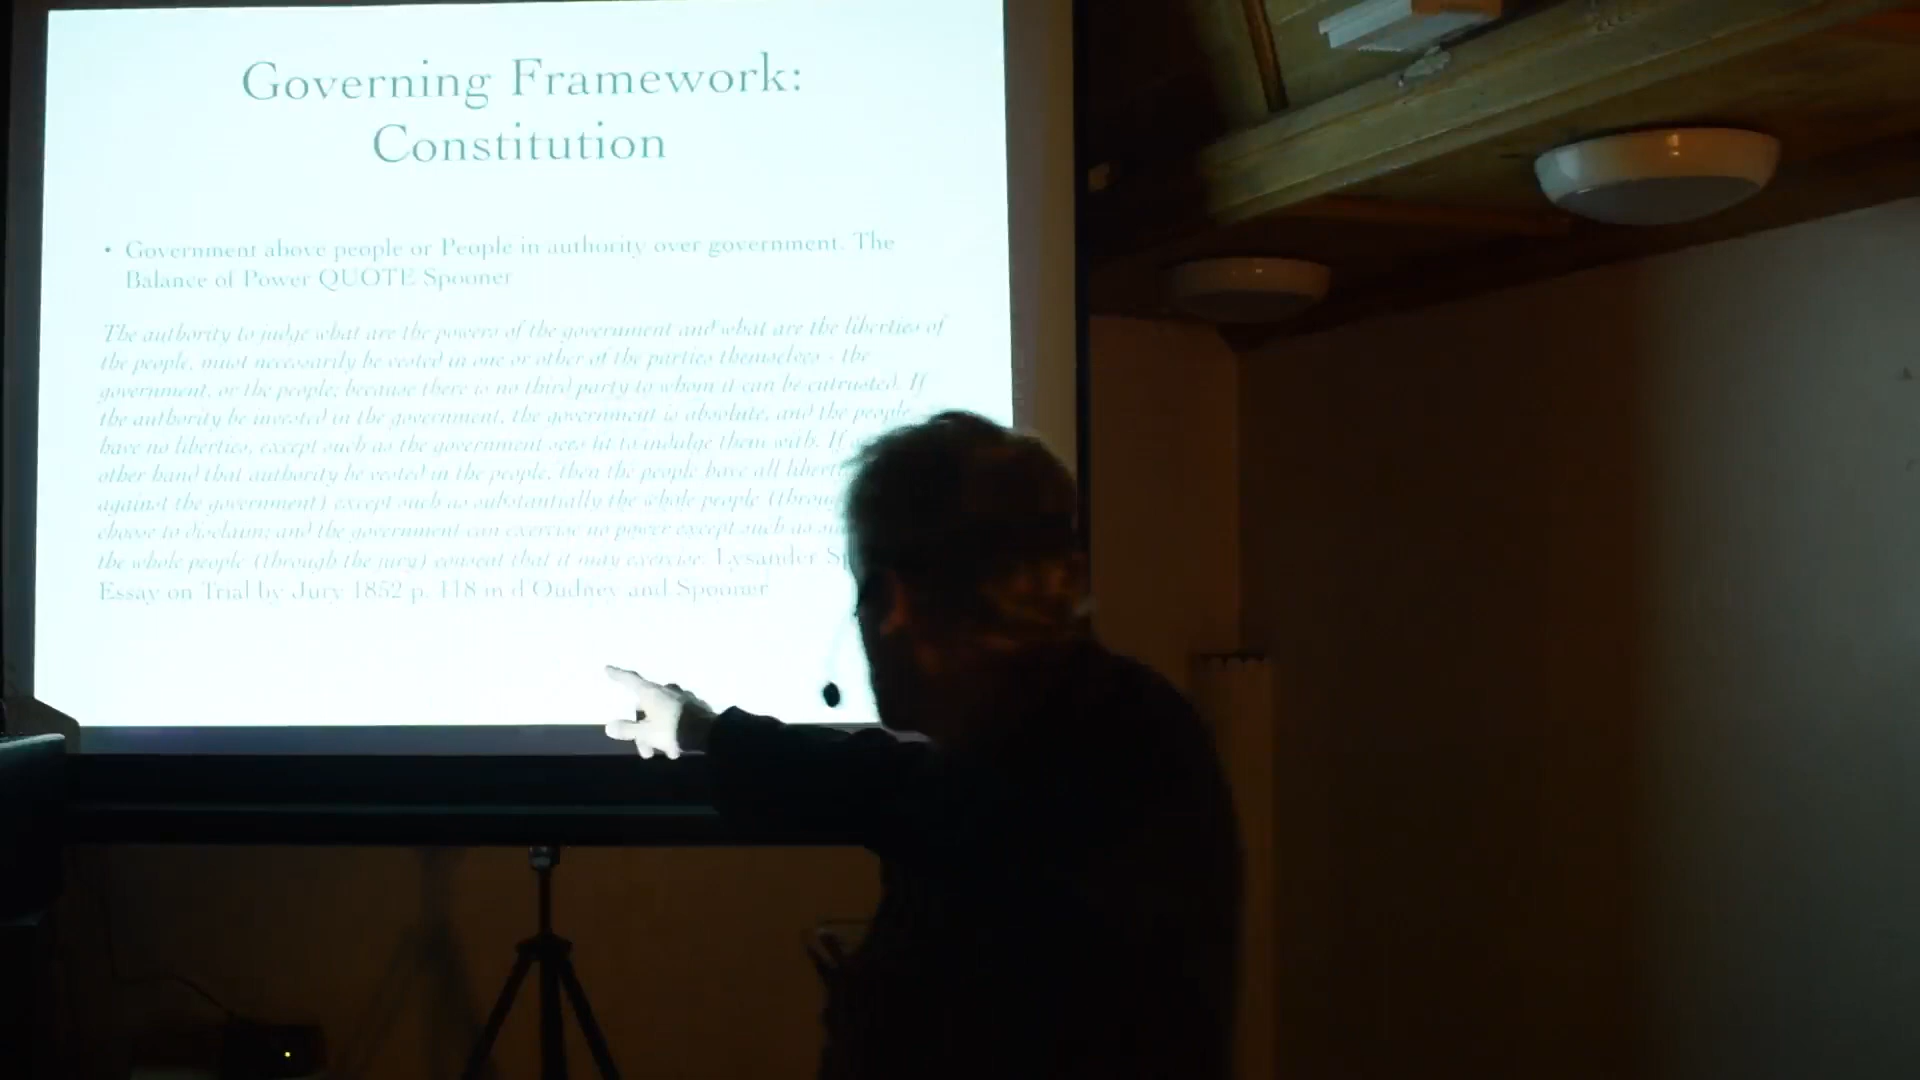 Governing Framework:
Constitution
• Government above people or People in authority over government. The
Balance of Power QUOTE Spooner
The authority to judge what are the powers of the government and what are the liberties of
the people, must necessarily be vested in one or other of the parties themselves - the
government, or the people; because there is no third party to whom it can be entrusted. If
the authority be invested in the government, the government is absolute, and the people
have no liberties, except such as the government sees fit to indulge them with. If
other hand that authority be vested in the people, then the people have all
against the government) except such as substantially the whole people
choose to disclaim; and the government can exercise no power except such as
the whole people (through the jury) consent that it may exercise. Lysander
Essay on Trial by Jury 1852 p. 118 in d'Oudney and Spooner